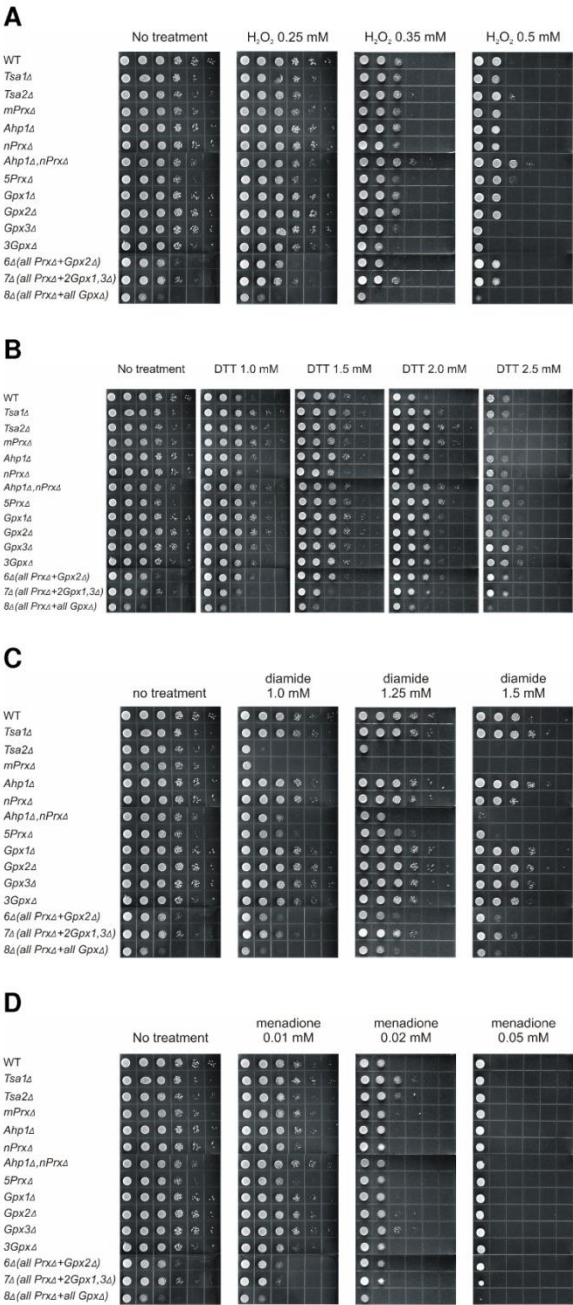 A
No treatment H₂O₂ 0.25 mM H₂O₂ 0.35 mM H₂O₂ 0.5 mM
WT
Tsa1Δ
Tsa2Δ
mPrxΔ
Ahp1Δ
nPrxΔ
Ahp1Δ,nPrxΔ
5PrxΔ
Gpx1Δ
Gpx2Δ
Gpx3Δ
3GpxΔ
6Δ(all PrxΔ+Gpx2Δ)
7Δ(all PrxΔ+2Gpx1,3Δ)
8Δ(all PrxΔ+all GpxΔ)
B
No treatment DTT 1.0 mM DTT 1.5 mM DTT 2.0 mM DTT 2.5 mM
WT
Tsa1Δ
Tsa2Δ
mPrxΔ
Ahp1Δ
nPrxΔ
Ahp1Δ,nPrxΔ
5PrxΔ
Gpx1Δ
Gpx2Δ
Gpx3Δ
3GpxΔ
6Δ(all PrxΔ+Gpx2Δ)
7Δ(all PrxΔ+2Gpx1,3Δ)
8Δ(all PrxΔ+all GpxΔ)
C
diamide diamide diamide
no treatment 1.0 mM 1.25 mM 1.5 mM
WT
Tsa1Δ
Tsa2Δ
mPrxΔ
Ahp1Δ
nPrxΔ
Ahp1Δ,nPrxΔ
5PrxΔ
Gpx1Δ
Gpx2Δ
Gpx3Δ
3GpxΔ
6Δ(all PrxΔ+Gpx2Δ)
7Δ(all PrxΔ+2Gpx1,3Δ)
8Δ(all PrxΔ+all GpxΔ)
D
menadione menadione menadione
No treatment 0.01 mM 0.02 mM 0.05 mM
WT
Tsa1Δ
Tsa2Δ
mPrxΔ
Ahp1Δ
nPrxΔ
Ahp1Δ,nPrxΔ
5PrxΔ
Gpx1Δ
Gpx2Δ
Gpx3Δ
3GpxΔ
6Δ(all PrxΔ+Gpx2Δ)
7Δ(all PrxΔ+2Gpx1,3Δ)
8Δ(all PrxΔ+all GpxΔ)